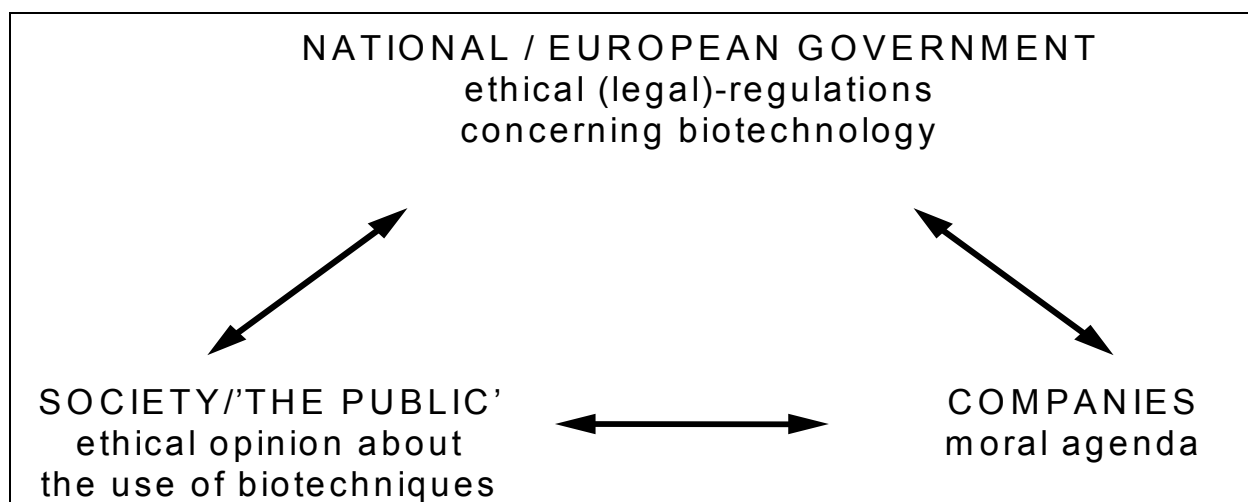 NATIONAL / EUROPEAN GOVERNMENT
ethical (legal)-regulations
concerning biotechnology
SOCIETY/’THE PUBLIC’
ethical opinion about
the use of biotechniques
COMPANIES
moral agenda